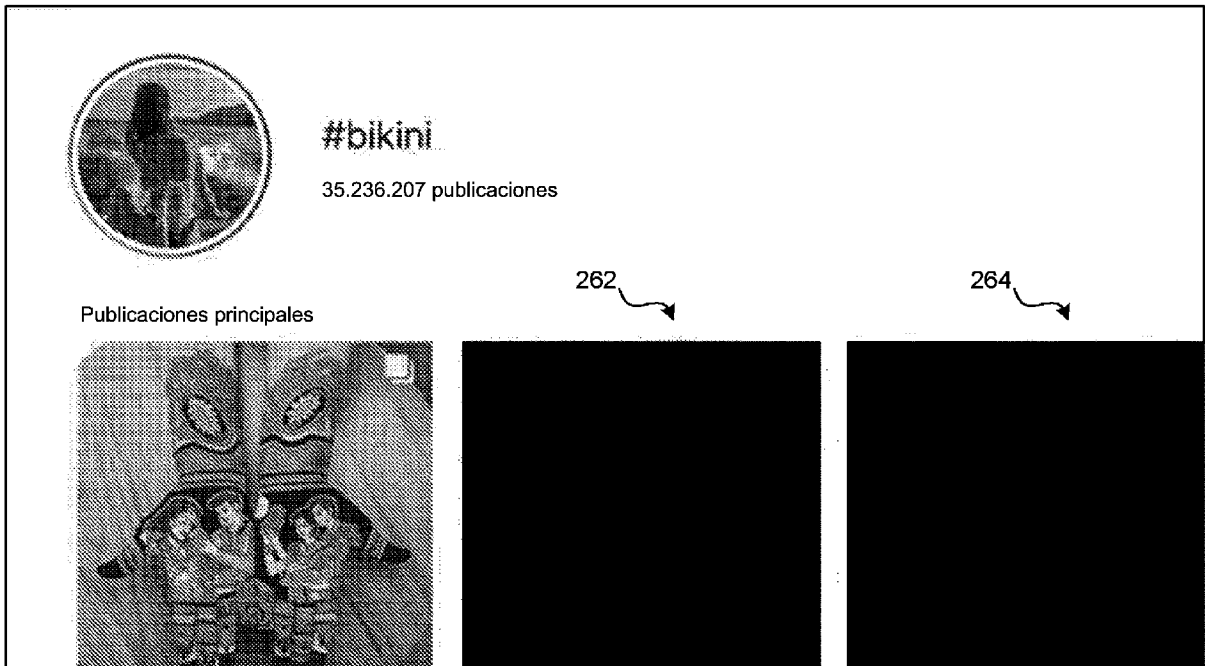 #bikini
35.236.207 publicaciones
262
264
Publicaciones principales